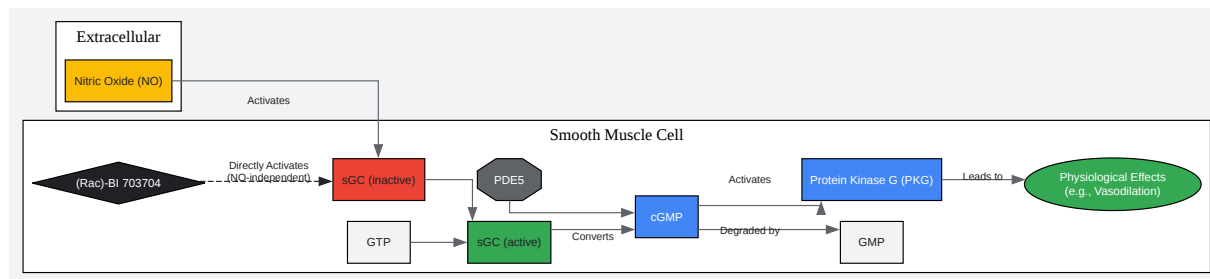 Extracellular
Nitric Oxide (NO)
Activates
Smooth Muscle Cell
(Rac)-BI 703704
Directly Activates
(NO-independent)
sGC (inactive)
PDE5
Activates
Protein Kinase G (PKG)
Leads to
Physiological Effects
(e.g., Vasodilation)
GTP
sGC (active)
Converts
cGMP
Degraded by
GMP